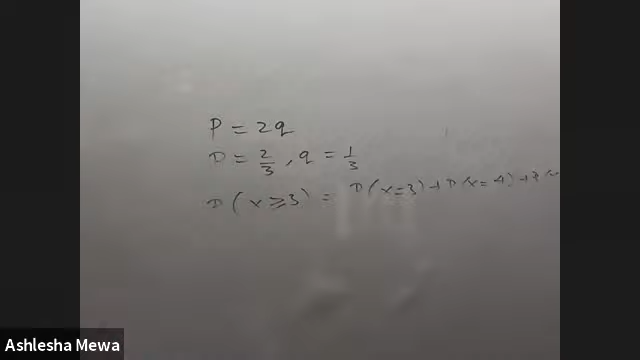 P = 2q
P = 2/3 , q = 1/3
P(x ≥ 3) = P(x=3) + P(x=4) +
Ashlesha Mewa